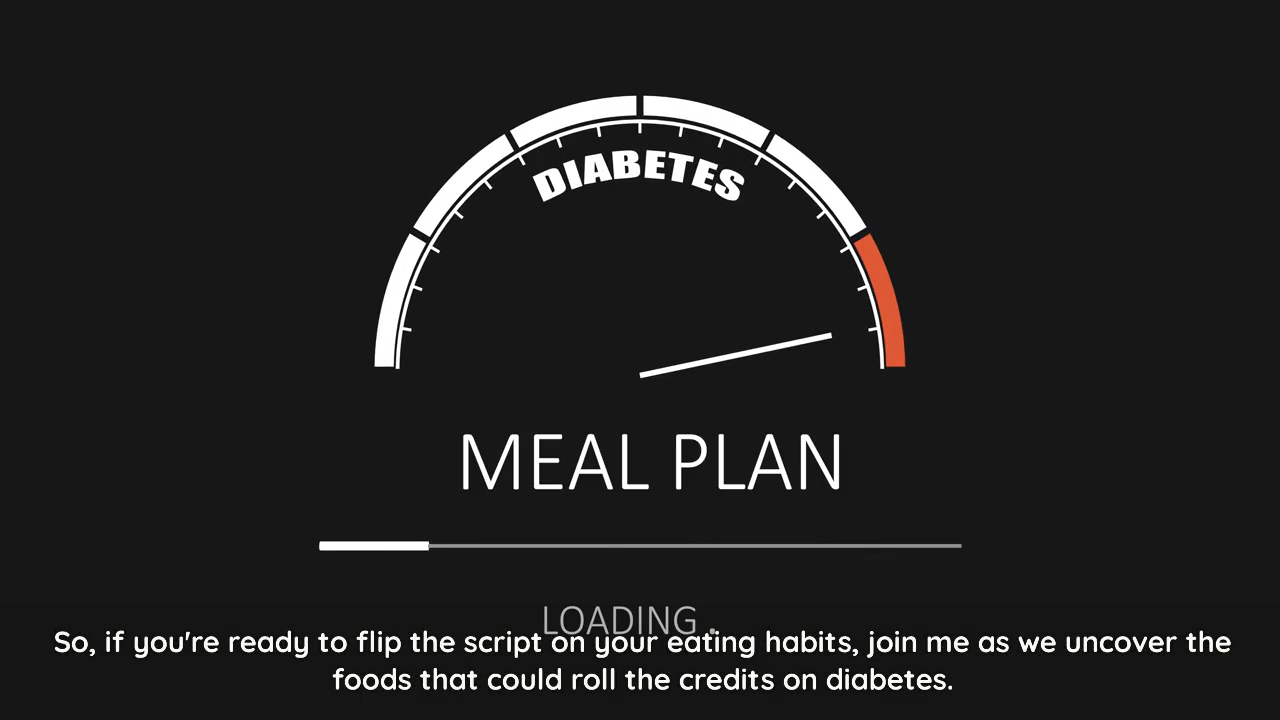 DIABETES
MEAL PLAN
LOADING .
So, if you're ready to flip the script on your eating habits, join me as we uncover the
foods that could roll the credits on diabetes.